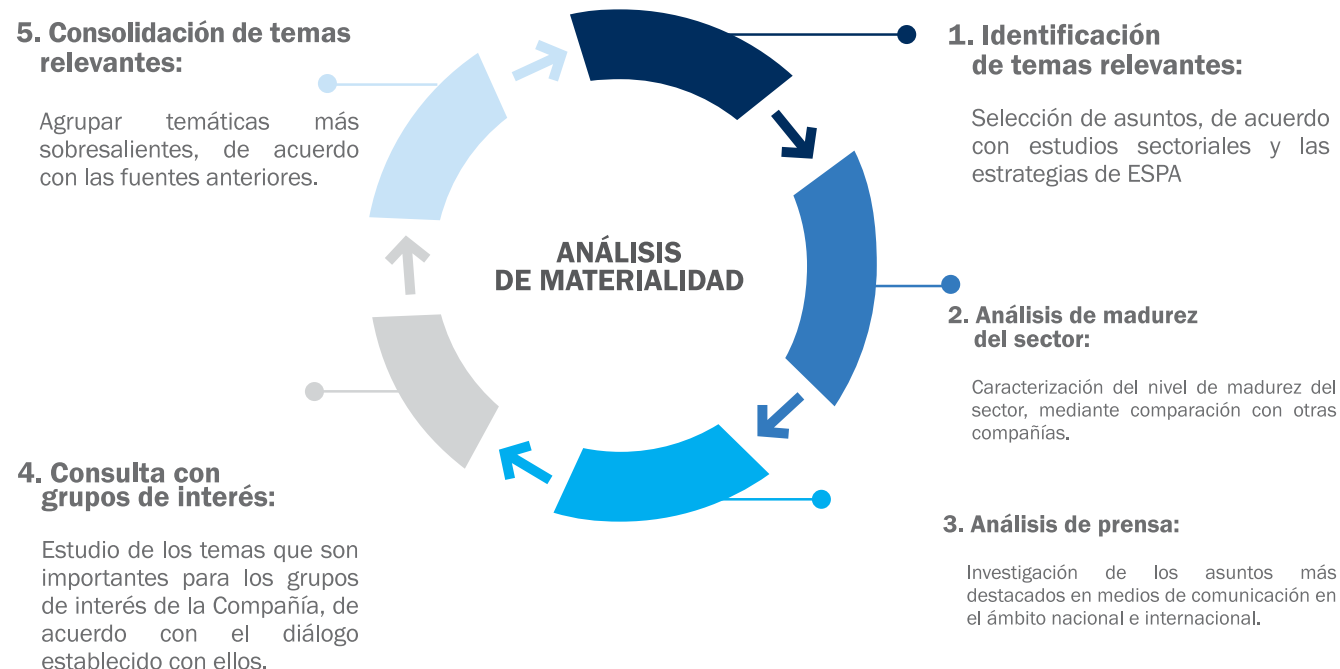 ANÁLISIS
DE MATERIALIDAD
1. Identificación
de temas relevantes:
Selección de asuntos, de acuerdo
con estudios sectoriales y las
estrategias de ESPA
2. Análisis de madurez
del sector:
Caracterización del nivel de madurez del
sector, mediante comparación con otras
compañías.
3. Análisis de prensa:
Investigación de los asuntos más
destacados en medios de comunicación en
el ámbito nacional e internacional.
4. Consulta con
grupos de interés:
Estudio de los temas que son
importantes para los grupos
de interés de la Compañía, de
acuerdo con el diálogo
establecido con ellos.
5. Consolidación de temas
relevantes:
Agrupar temáticas más
sobresalientes, de acuerdo
con las fuentes anteriores.